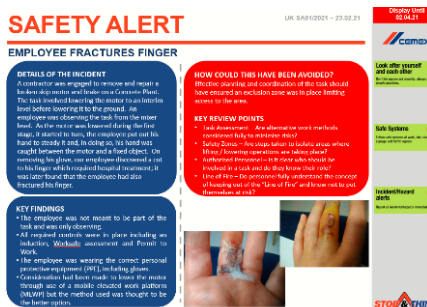 SAFETY ALERT
UK SA01/2021 – 23.02.21
Display Until
02.04.21
CEMEX
EMPLOYEE FRACTURES FINGER
DETAILS OF THE INCIDENT
A contractor was engaged to remove and repair a
broken skip motor and brake on a Concrete Plant.
The task involved lowering the motor to an interim
level before lowering it to the ground. An
employee was observing the task from the mixer
level. As the motor was lowered during the first
stage, it started to turn, the employee put out his
hand to steady it and, in doing so, his hand was
caught between the motor and a fixed object. On
removing his glove, our employee discovered a cut
to his finger which required hospital treatment; it
was later found that the employee had also
fractured his finger.
KEY FINDINGS
• The employee was not meant to be part of the
task and was only observing.
• All required controls were in place including an
induction, Worksafe assessment and Permit to
Work.
• The employee was wearing the correct personal
protective equipment (PPE), including gloves.
• Consideration had been made to lower the motor
through use of a mobile elevated work platform
(MEWP) but the method used was thought to be
the better option.
HOW COULD THIS HAVE BEEN AVOIDED?
Effective planning and coordination of the task should
have ensured an exclusion zone was in place limiting
access to the area.
KEY REVIEW POINTS
• Task Assessment – Are alternative work methods
considered fully to minimise risks?
• Safety Zones – Are steps taken to isolate areas where
lifting / lowering operations are taking place?
• Authorised Personnel – Is it clear who should be
involved in a task and do they know their role?
• Line of Fire – Do personnel fully understand the concept
of keeping out of the "Line of Fire" and know not to put
themselves at risk?
Look after yourself
and each other
Safe Systems
Incident/Hazard
alerts
STOP&THINK